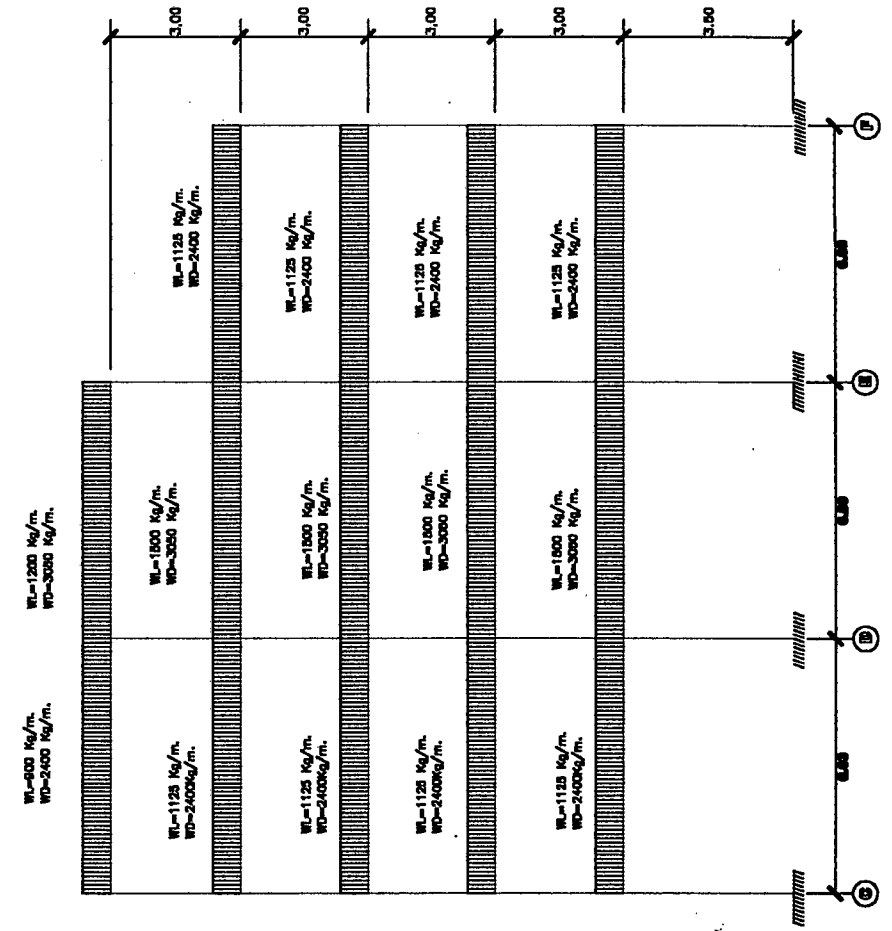 3,00
3,00
3,00
3,00
3.50
WL=900 Kg/m.
WD=2400 Kg/m.
WL=1200 Kg/m.
WD=3050 Kg/m.
WL=1125 Kg/m.
WD=2400Kg/m.
WL=1500 Kg/m.
WD=3050 Kg/m.
WL=1125 Kg/m.
WD=2400 Kg/m.
WL=1125 Kg/m.
WD=2400Kg/m.
WL=1500 Kg/m.
WD=3050 Kg/m.
WL=1125 Kg/m.
WD=2400 Kg/m.
WL=1125 Kg/m.
WD=2400Kg/m.
WL=1500 Kg/m.
WD=3050 Kg/m.
WL=1125 Kg/m.
WD=2400 Kg/m.
WL=1125 Kg/m.
WD=2400Kg/m.
WL=1500 Kg/m.
WD=3050 Kg/m.
WL=1125 Kg/m.
WD=2400 Kg/m.
C
D
E
F